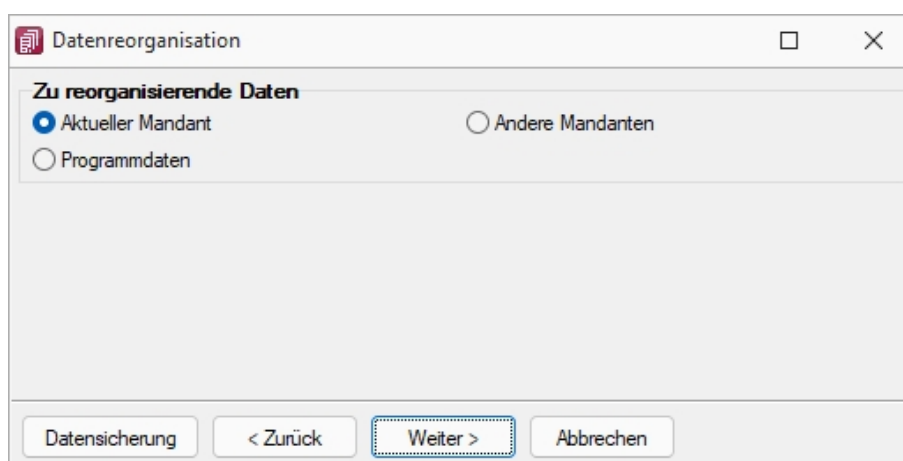 Datenreorganisation
Zu reorganisierende Daten
Aktueller Mandant
Andere Mandanten
Programmdaten
Datensicherung
< Zurück
Weiter >
Abbrechen